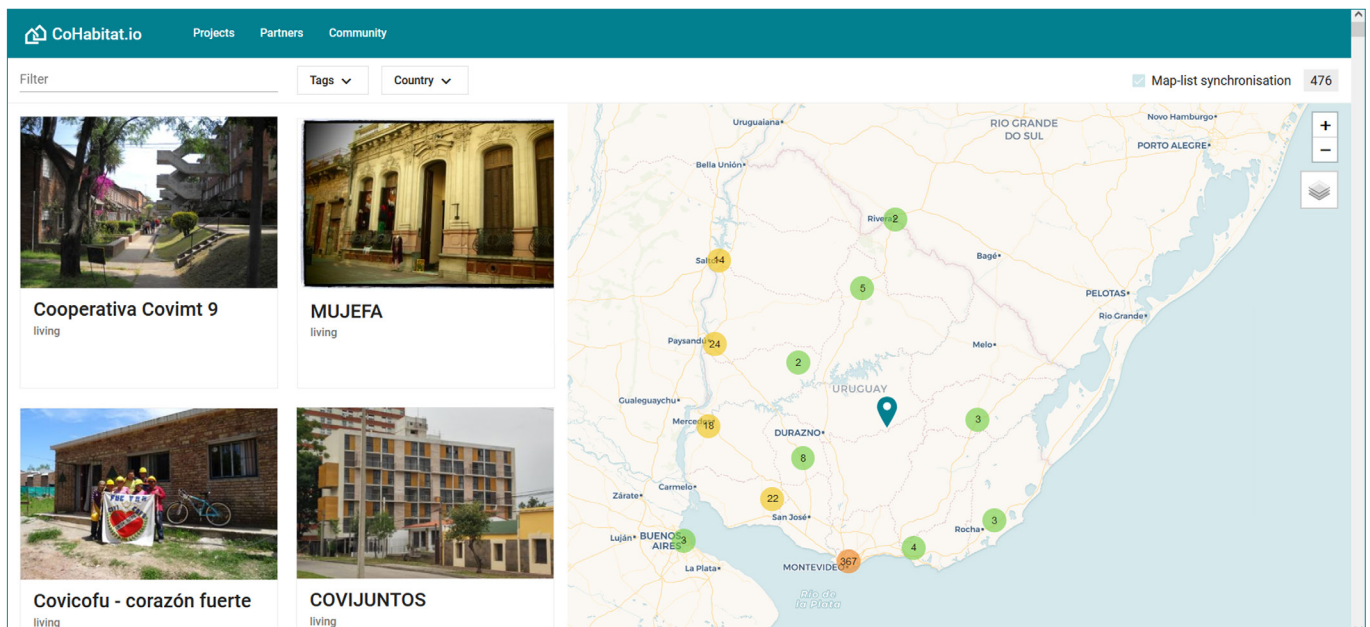 CoHabitat.io
Projects
Partners
Community
Filter
Tags
Country
Map-list synchronisation
476
Cooperativa Covimt 9
living
MUJEFA
living
Covicofu - corazón fuerte
living
COVIJUNTOS
living
Uruguaiana
RIO GRANDE
DO SUL
Novo Hamburgo
PORTO ALEGRE
+
−
Bella Unión
Rivera
2
Salto
14
Bagé
5
PELOTAS
Rio Grande
Paysandú
24
Melo
2
URUGUAY
Gualeguaychu
Mercedes
18
3
DURAZNO
8
Carmelo
Zárate
22
San José
3
Rocha
Luján
BUENOS
AIRES
3
4
MONTEVIDEO
367
La Plata
Río de
la Plata